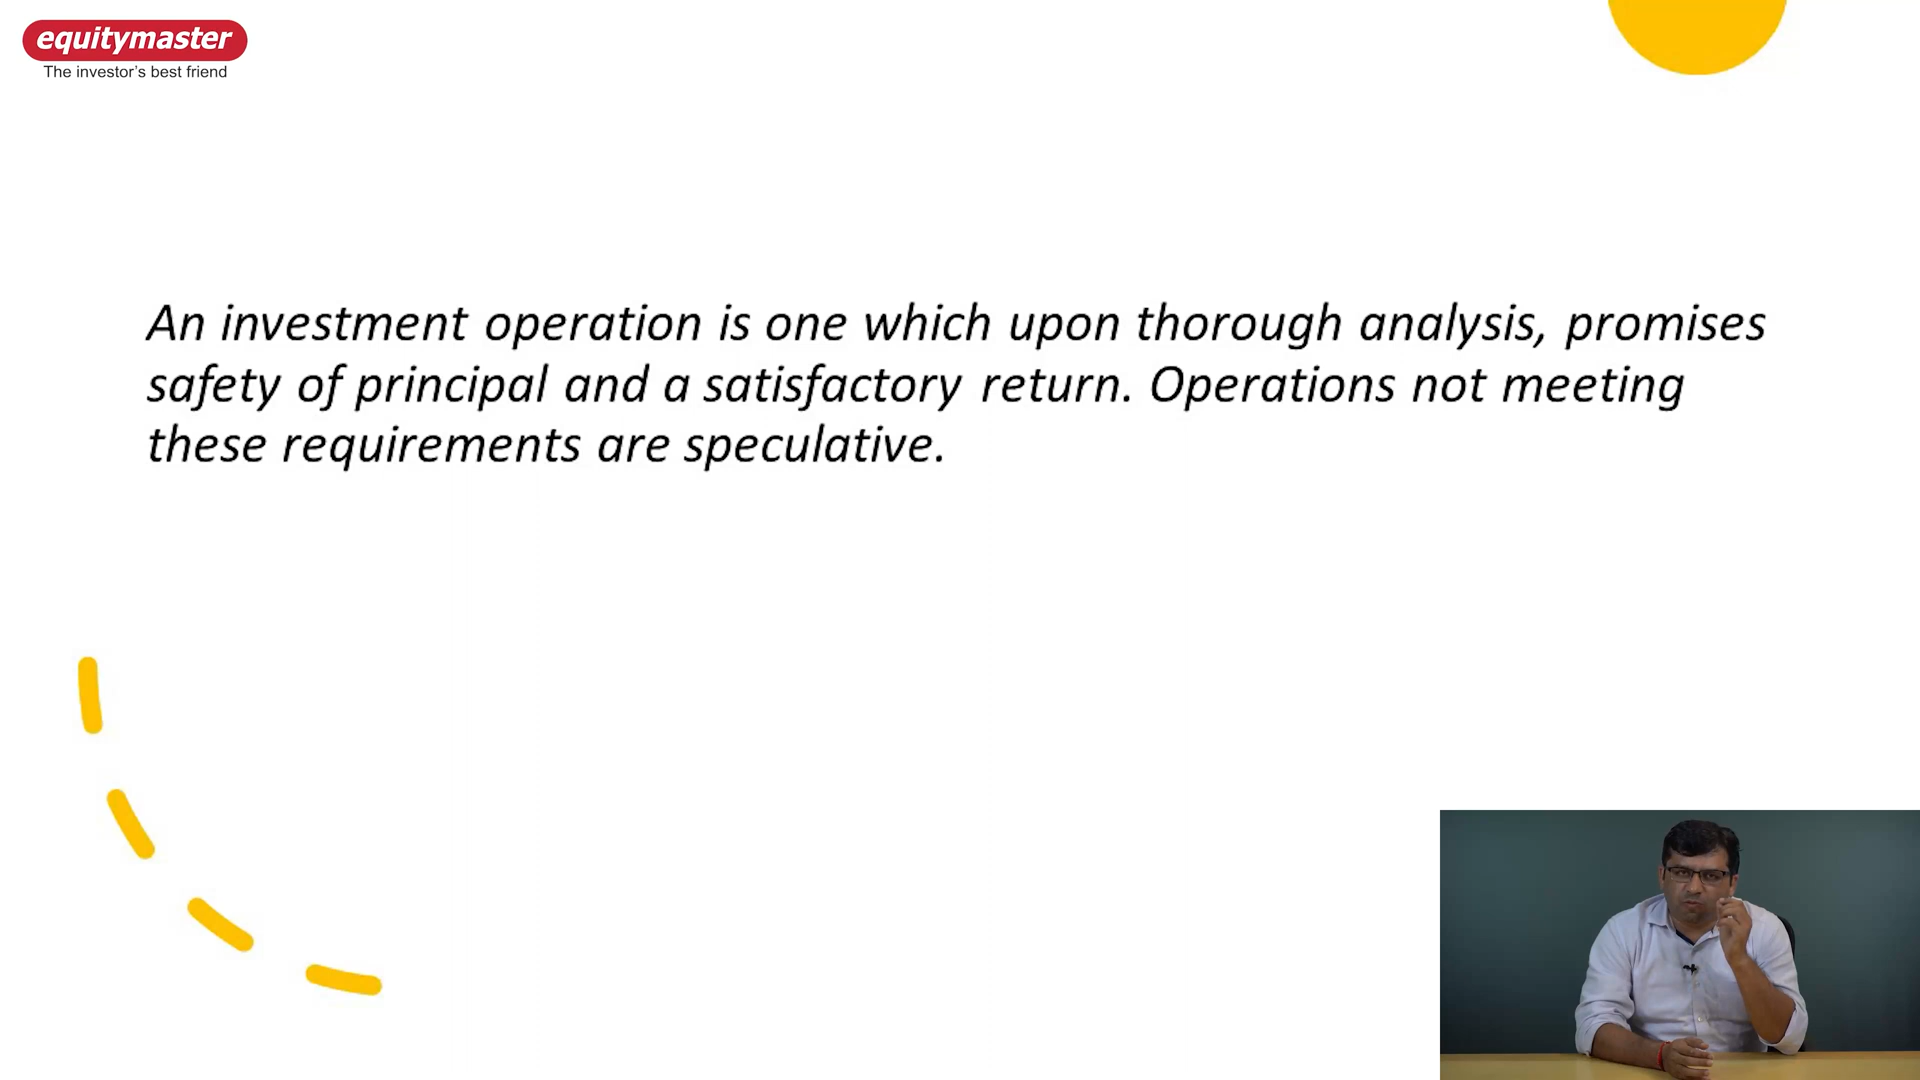 equitymaster
The investor's best friend
An investment operation is one which upon thorough analysis, promises
safety of principal and a satisfactory return. Operations not meeting
these requirements are speculative.